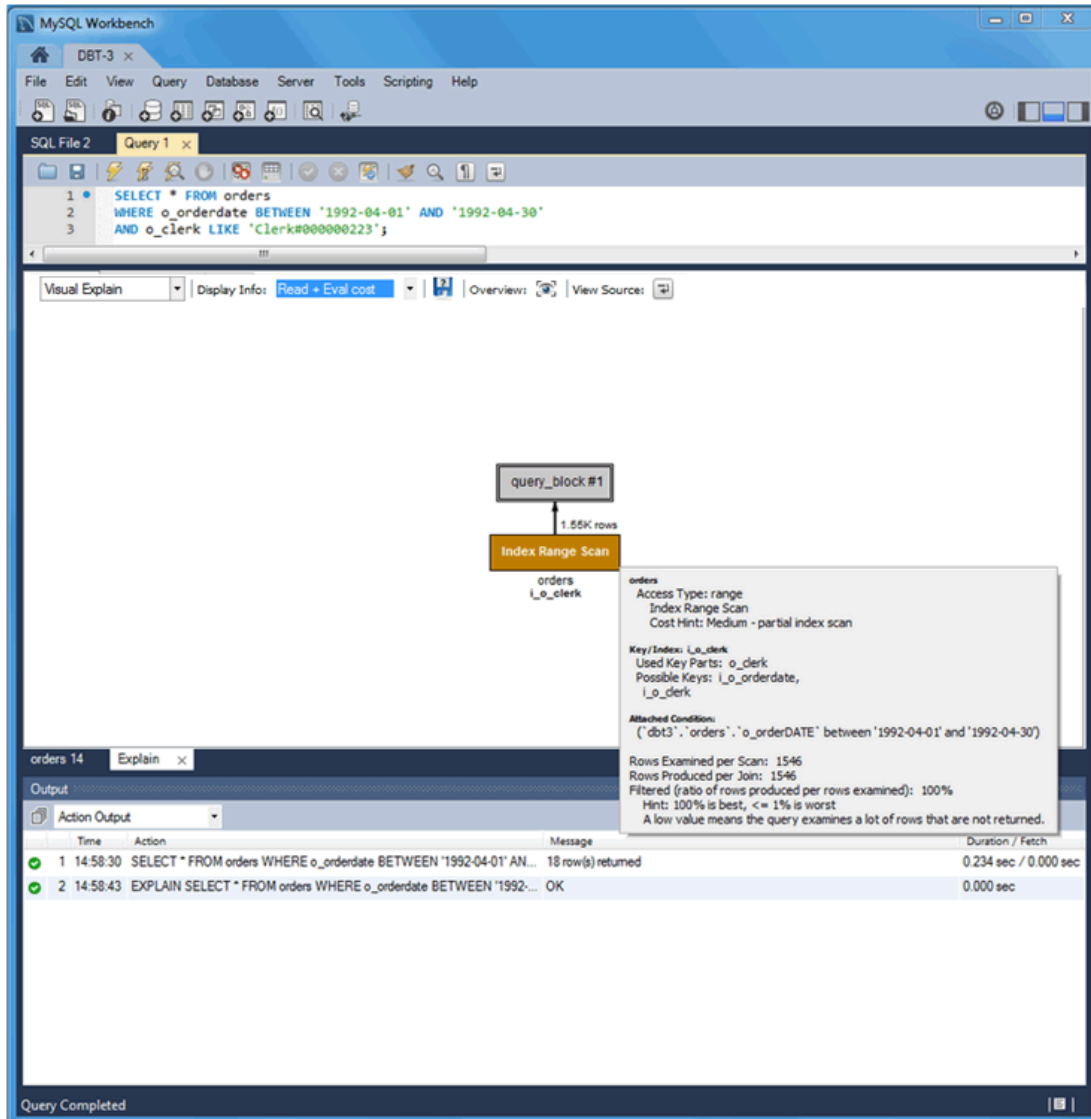 MySQL Workbench
DBT-3
File Edit View Query Database Server Tools Scripting Help
SQL File 2 Query 1
1 SELECT * FROM orders
2 WHERE o_orderdate BETWEEN '1992-04-01' AND '1992-04-30'
3 AND o_clerk LIKE 'Clerk#000000223';
Visual Explain Display Info: Read + Eval cost Overview: View Source:
query_block #1
1.55K rows
Index Range Scan
orders
i_o_clerk
orders
Access Type: range
Index Range Scan
Cost Hint: Medium - partial index scan
Key/Index: i_o_clerk
Used Key Parts: o_clerk
Possible Keys: i_o_orderdate,
i_o_clerk
Attached Condition:
(`dbt3`.`orders`.`o_orderDATE` between '1992-04-01' and '1992-04-30')
Rows Examined per Scan: 1546
Rows Produced per Join: 1546
Filtered (ratio of rows produced per rows examined): 100%
Hint: 100% is best, <= 1% is worst
A low value means the query examines a lot of rows that are not returned.
orders 14 Explain
Output
Action Output
Time Action Message Duration / Fetch
1 14:58:30 SELECT * FROM orders WHERE o_orderdate BETWEEN '1992-04-01' AN... 18 row(s) returned 0.234 sec / 0.000 sec
2 14:58:43 EXPLAIN SELECT * FROM orders WHERE o_orderdate BETWEEN '1992-... OK 0.000 sec
Query Completed